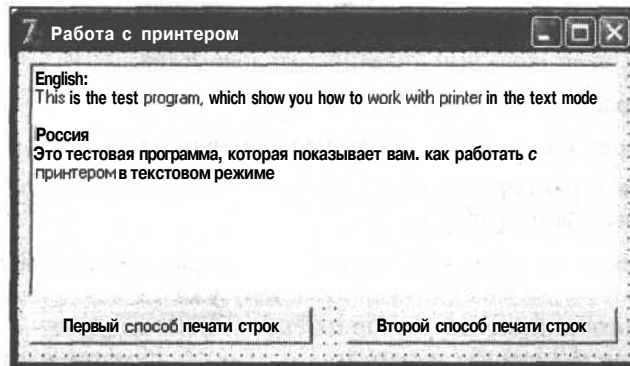 Работа с принтером
English:
This is the test program, which show you how to work with printer in the text mode
Россия
Это тестовая программа, которая показывает вам. как работать с
принтером в текстовом режиме
Первый способ печати строк
Второй способ печати строк